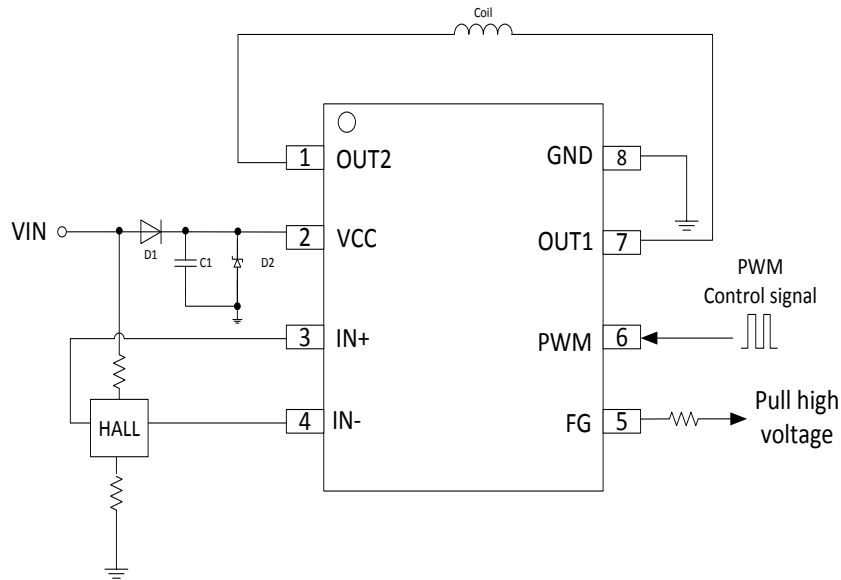 Coil
1 OUT2
GND 8
VIN
D1
C1
D2
2 VCC
OUT1 7
PWM
Control signal
3 IN+
PWM 6
HALL
4 IN-
FG 5
Pull high
voltage